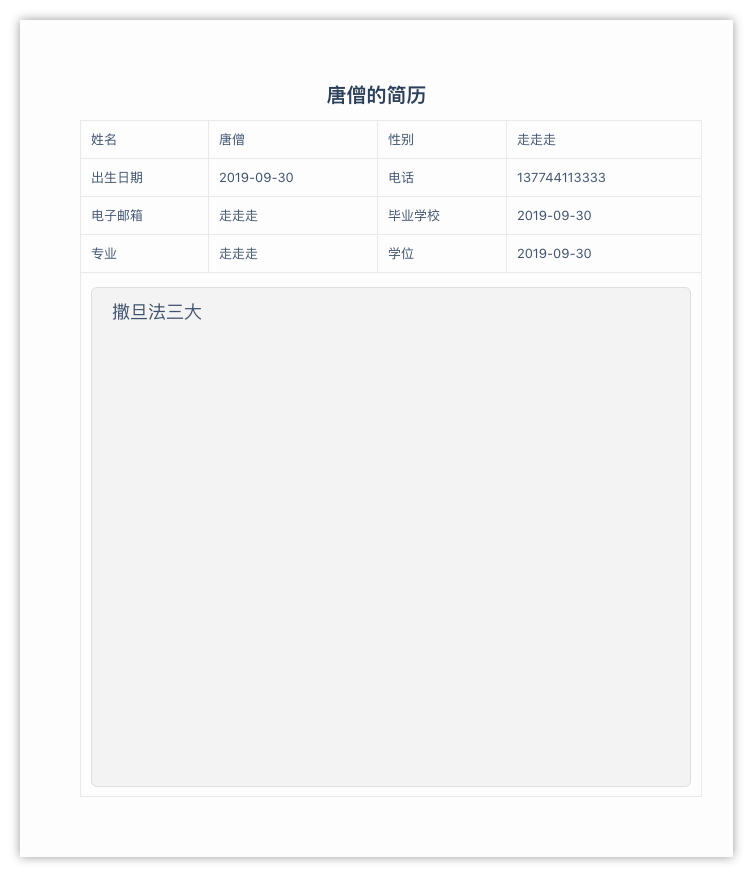 唐僧的简历
姓名 唐僧 性别 走走走
出生日期 2019-09-30 电话 137744113333
电子邮箱 走走走 毕业学校 2019-09-30
专业 走走走 学位 2019-09-30
撒旦法三大